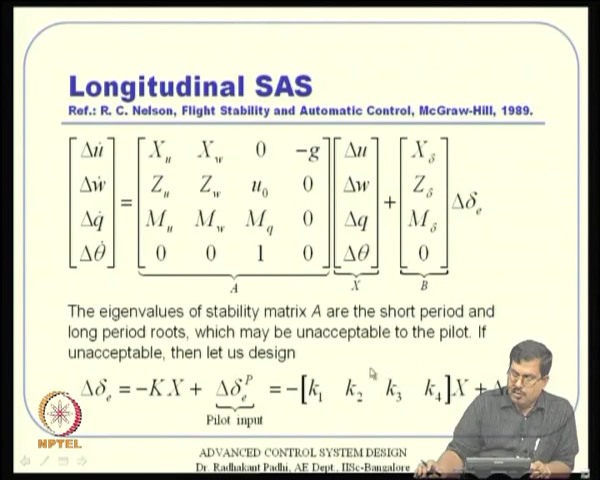 Longitudinal SAS
Ref.: R. C. Nelson, Flight Stability and Automatic Control, McGraw-Hill, 1989.
[Δu̇] = [X_u X_w 0 −g] [Δu] + [X_δ]
[Δẇ] = [Z_u Z_w u_0 0] [Δw] + [Z_δ] Δδ_e
[Δq̇] = [M_u M_w M_q 0] [Δq] + [M_δ]
[Δθ̇] = [0 0 1 0] [Δθ] + [0]
A X B
The eigenvalues of stability matrix A are the short period and
long period roots, which may be unacceptable to the pilot. If
unacceptable, then let us design
Δδ_e = −KX + Δδ_e^P = −[k_1 k_2 k_3 k_4]X +
Pilot input
NPTEL
ADVANCED CONTROL SYSTEM DESIGN
Dr. Radhakant Padhi, AE Dept., IISc-Bangalore